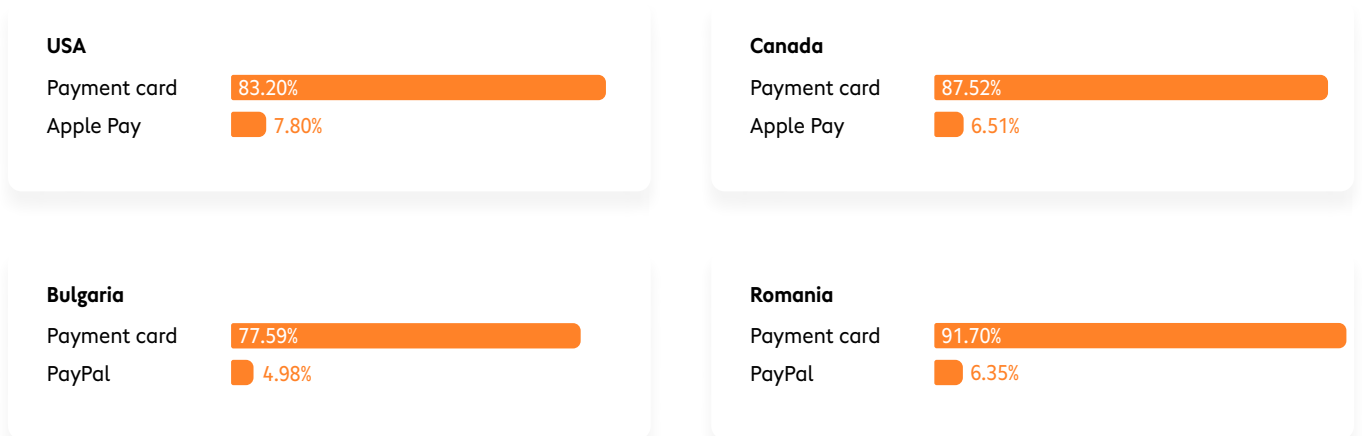 USA
Payment card 83.20%
Apple Pay 7.80%
Canada
Payment card 87.52%
Apple Pay 6.51%
Bulgaria
Payment card 77.59%
PayPal 4.98%
Romania
Payment card 91.70%
PayPal 6.35%